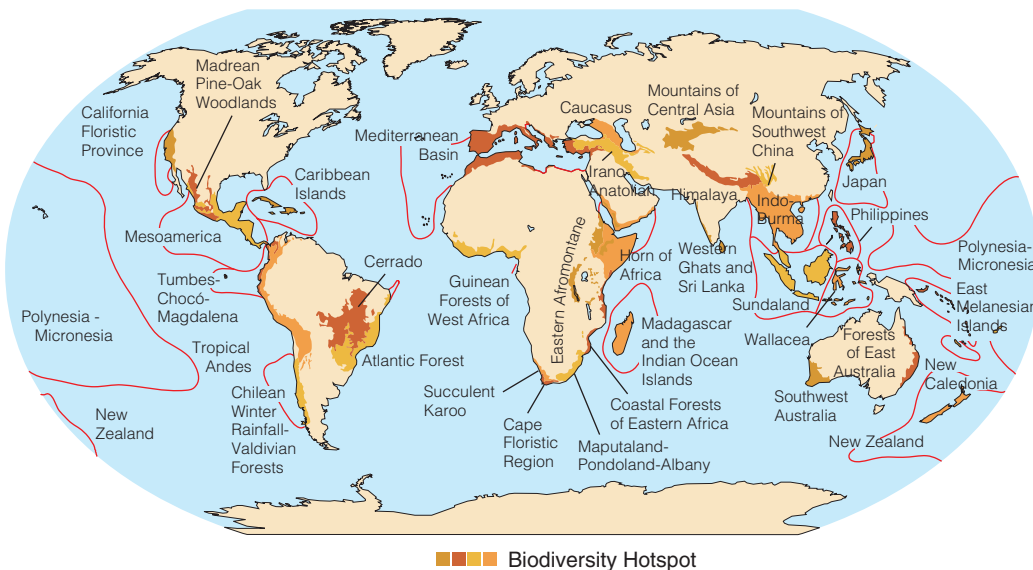 Madrean
Pine-Oak
Woodlands
California
Floristic
Province
Mediterranean
Basin
Caucasus
Mountains of
Central Asia
Mountains of
Southwest
China
Caribbean
Islands
Irano-
Anatolian
Himalaya
Indo-
Burma
Japan
Philippines
Mesoamerica
Cerrado
Tumbes-
Chocó-
Magdalena
Guinean
Forests of
West Africa
Eastern Afromontane
Horn of
Africa
Western
Ghats and
Sri Lanka
Sundaland
Wallacea
Polynesia-
Micronesia
East
Melanesian
Islands
Polynesia -
Micronesia
Tropical
Andes
Atlantic Forest
Madagascar
and the
Indian Ocean
Islands
Forests
of East
Australia
New
Caledonia
Southwest
Australia
New
Zealand
Chilean
Winter
Rainfall-
Valdivian
Forests
Succulent
Karoo
Cape
Floristic
Region
Coastal Forests
of Eastern Africa
Maputaland-
Pondoland-Albany
New Zealand
Biodiversity Hotspot